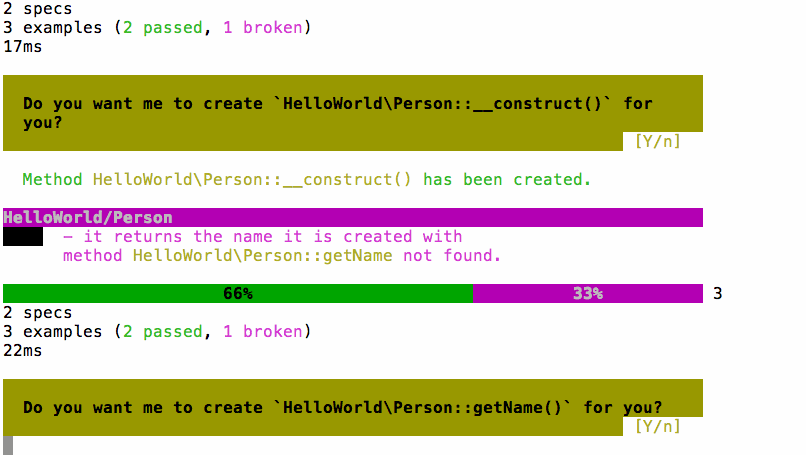 2 specs
3 examples (2 passed, 1 broken)
17ms
Do you want me to create `HelloWorld\Person::__construct()` for
you?
[Y/n]
Method HelloWorld\Person::__construct() has been created.
HelloWorld/Person
- it returns the name it is created with
method HelloWorld\Person::getName not found.
66% 33% 3
2 specs
3 examples (2 passed, 1 broken)
22ms
Do you want me to create `HelloWorld\Person::getName()` for you?
[Y/n]